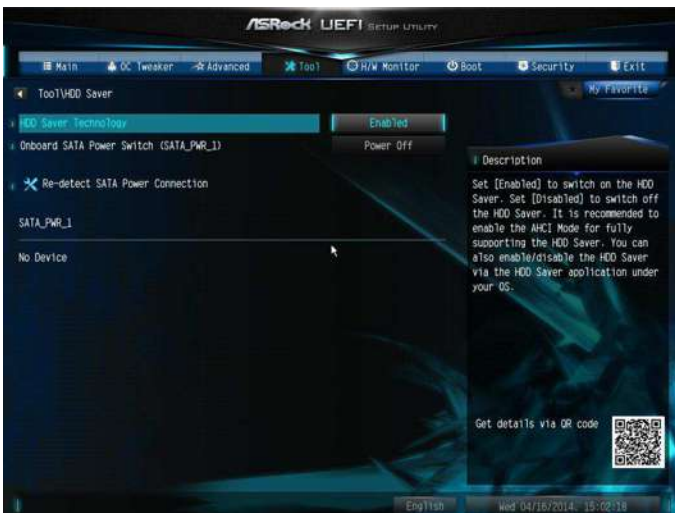 ASRock UEFI SETUP UTILITY
Main OC Tweaker Advanced Tool H/W Monitor Boot Security Exit
Tool\HDD Saver
My Favorite
HDD Saver Technology Enabled
Onboard SATA Power Switch (SATA_PWR_1) Power Off
Re-detect SATA Power Connection
SATA_PWR_1
No Device
Description
Set [Enabled] to switch on the HDD
Saver. Set [Disabled] to switch off
the HDD Saver. It is recommended to
enable the AHCI Mode for fully
supporting the HDD Saver. You can
also enable/disable the HDD Saver
via the HDD Saver application under
your OS.
Get details via QR code
English
Wed 04/16/2014. 15:02:18